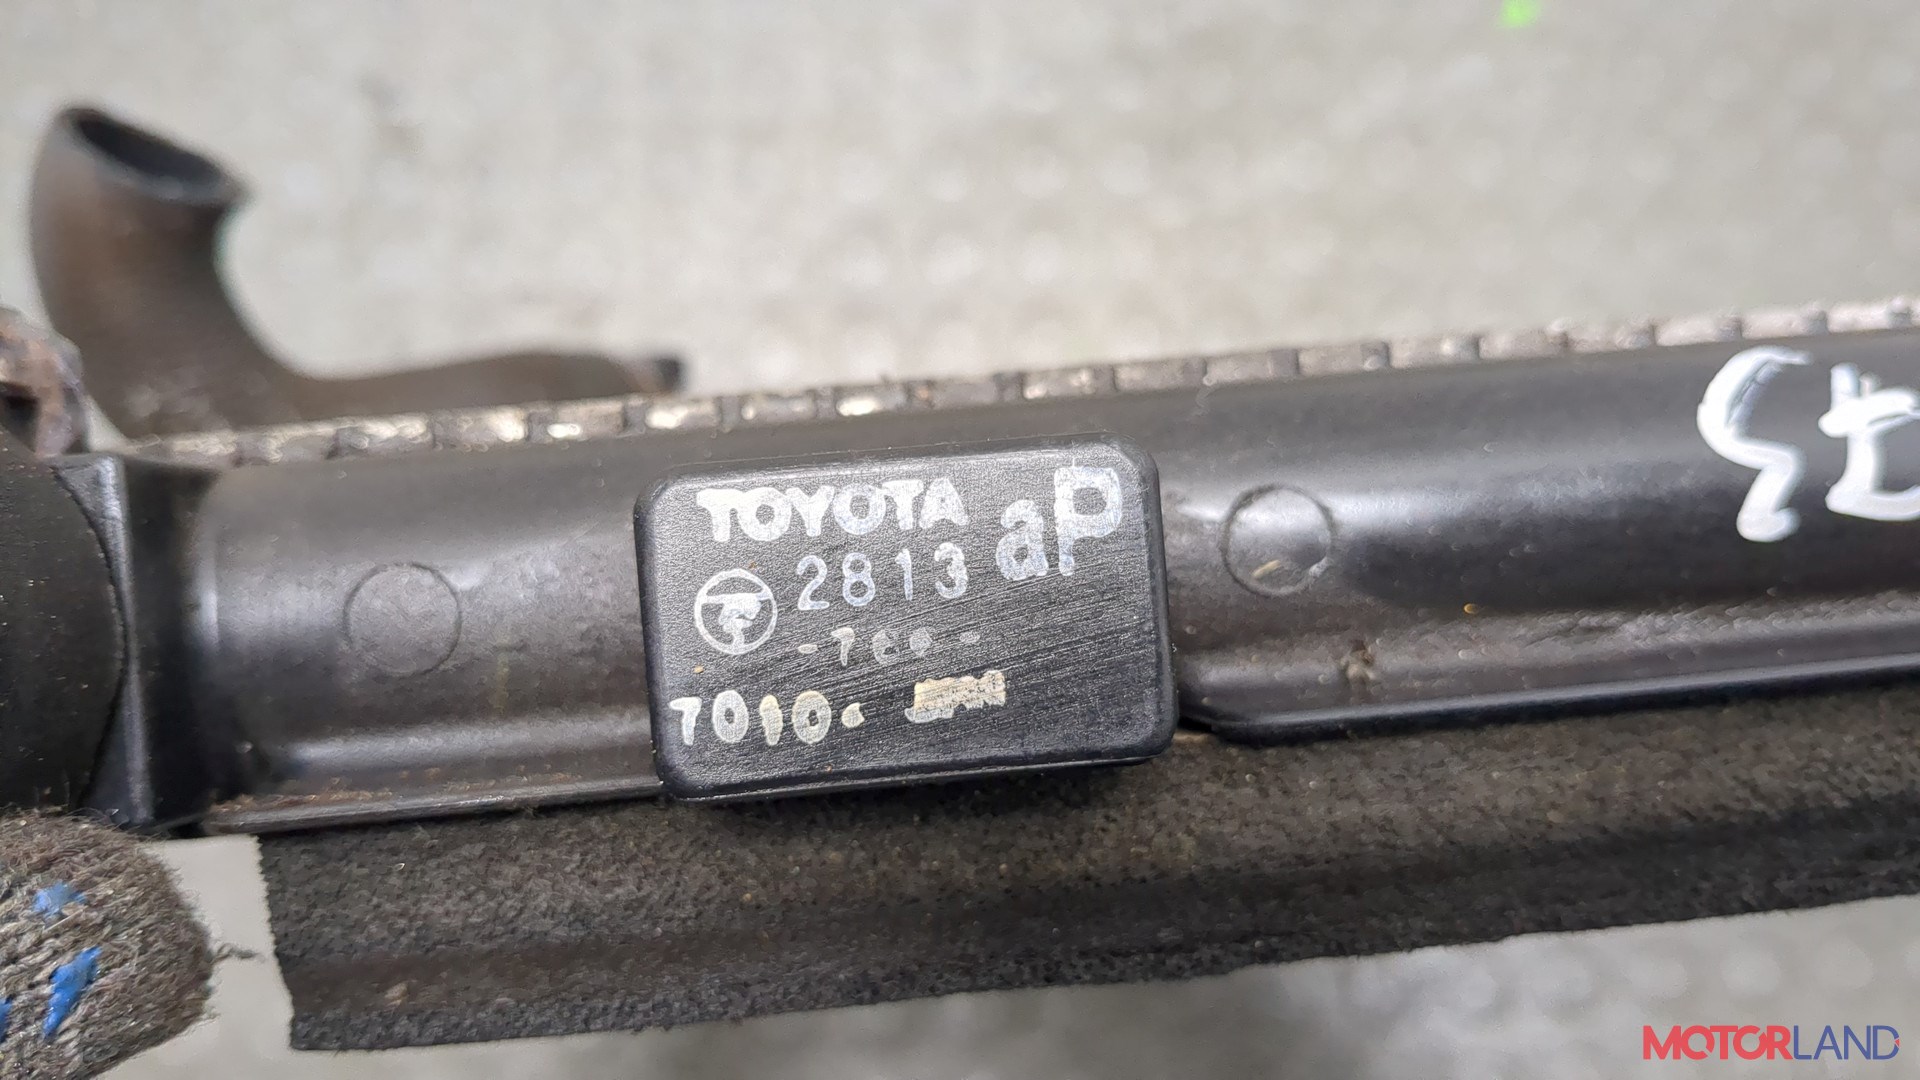 TOYOTA aP
2813
7010-
MOTORLAND